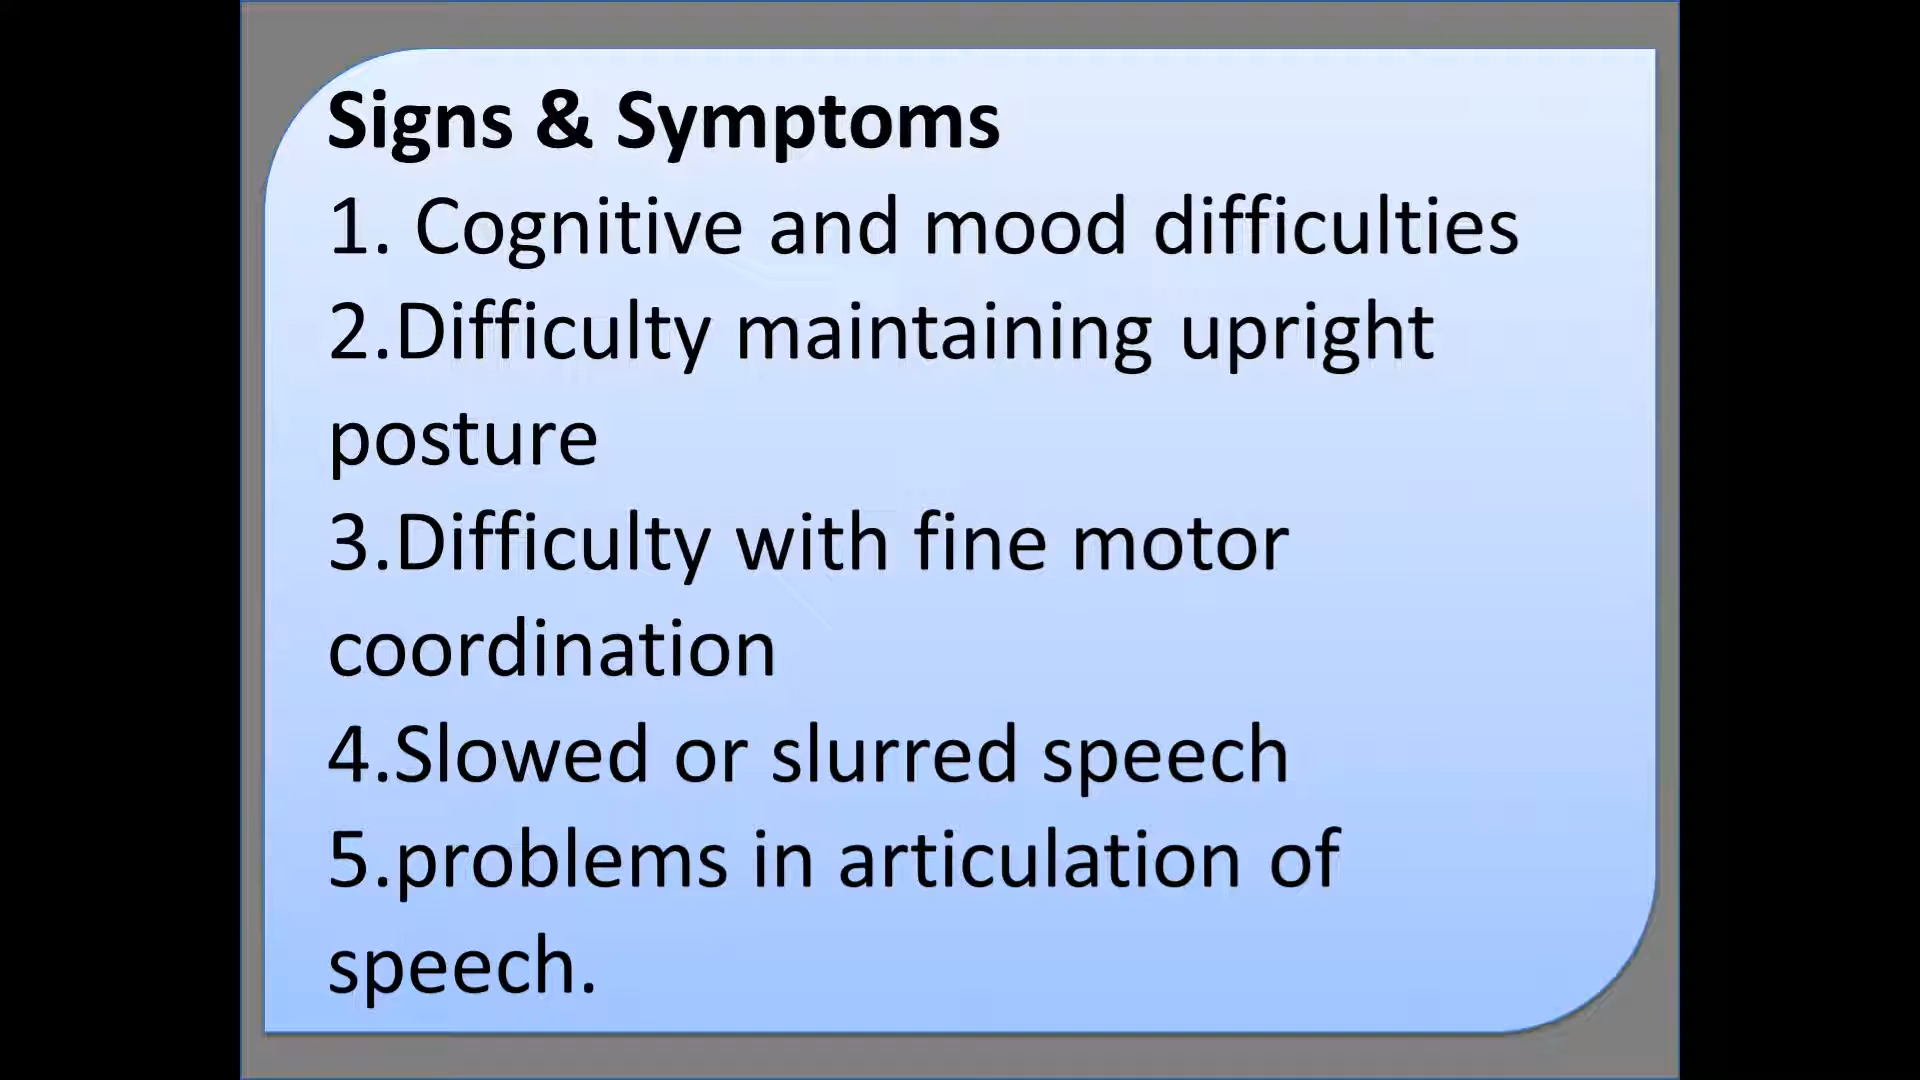 Signs & Symptoms
1. Cognitive and mood difficulties
2.Difficulty maintaining upright
posture
3.Difficulty with fine motor
coordination
4.Slowed or slurred speech
5.problems in articulation of
speech.